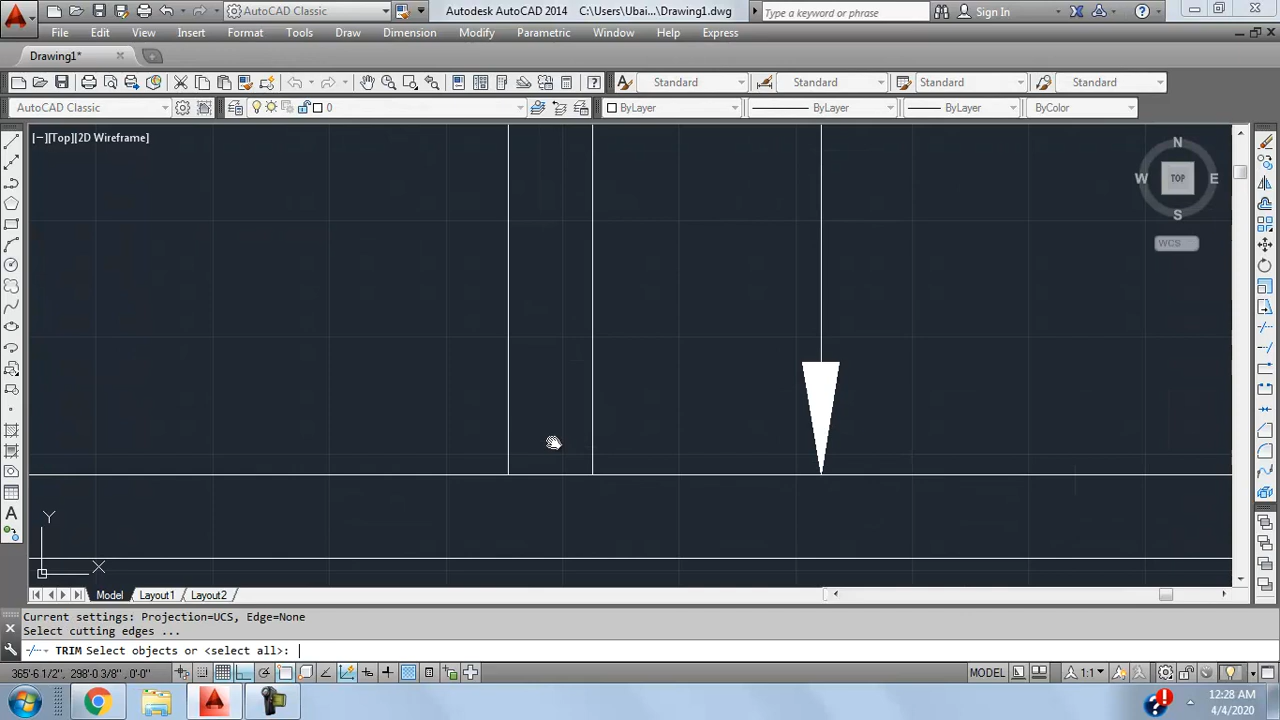 AutoCAD Classic
Autodesk AutoCAD 2014 C:\Users\Ubai...\Drawing1.dwg
Type a keyword or phrase
Sign In
File Edit View Insert Format Tools Draw Dimension Modify Parametric Window Help Express
Drawing1*
Standard Standard Standard Standard
AutoCAD Classic 0 ByLayer ByLayer ByLayer ByColor
[−][Top][2D Wireframe]
N
W TOP E
S
WCS
Y
X
A
Model Layout1 Layout2
Current settings: Projection=UCS, Edge=None
Select cutting edges ...
TRIM Select objects or <select all>:
365'-6 1/2", 298'-0 3/8", 0'-0" MODEL 1:1
12:28 AM
4/4/2020